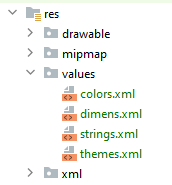 res
drawable
mipmap
values
colors.xml
dimens.xml
strings.xml
themes.xml
xml